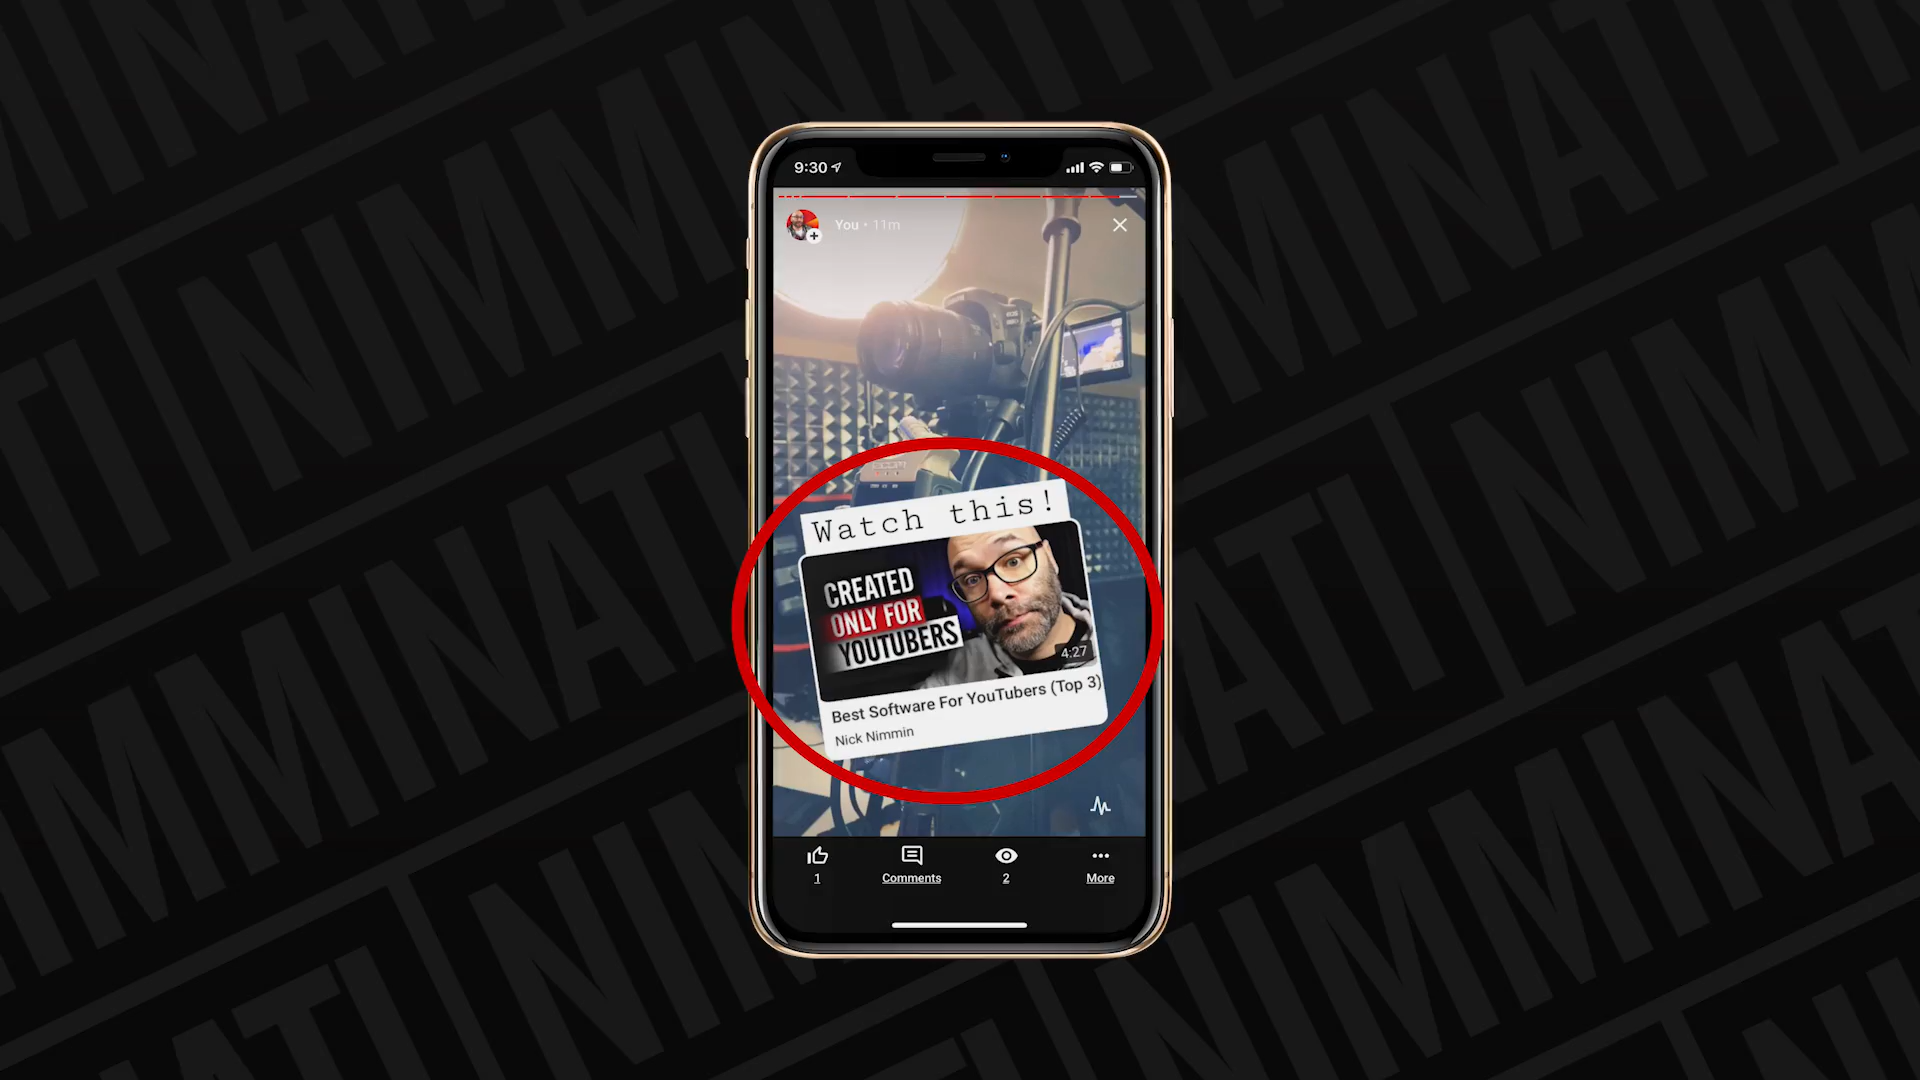 NIMMINATI
9:30
You • 11m
Watch this!
CREATED
ONLY FOR
YOUTUBERS
4:27
Best Software For YouTubers (Top 3)
Nick Nimmin
1
Comments
2
More